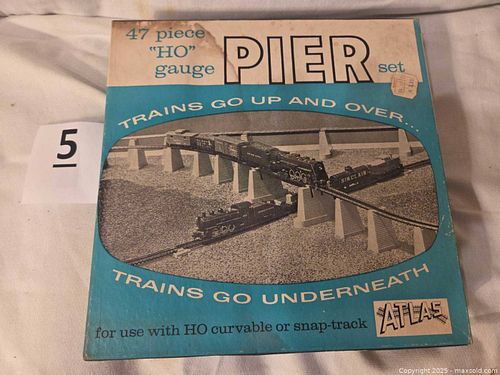 47 piece
"HO"
gauge
PIER
set
TRAINS GO UP AND OVER...
5
SINCLAIR
TRAINS GO UNDERNEATH
for use with HO curvable or snap-track
ATLAS
Copyright 2025 - maxsold.com